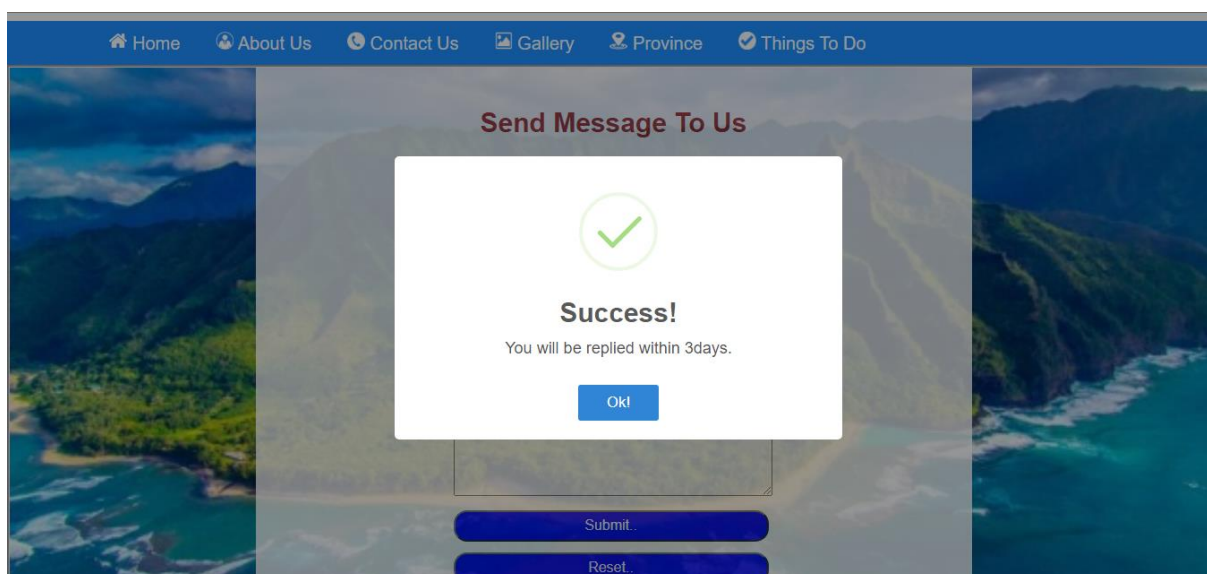 Home About Us Contact Us Gallery Province Things To Do
Send Message To Us
Success!
You will be replied within 3days.
Ok!
Submit..
Reset..